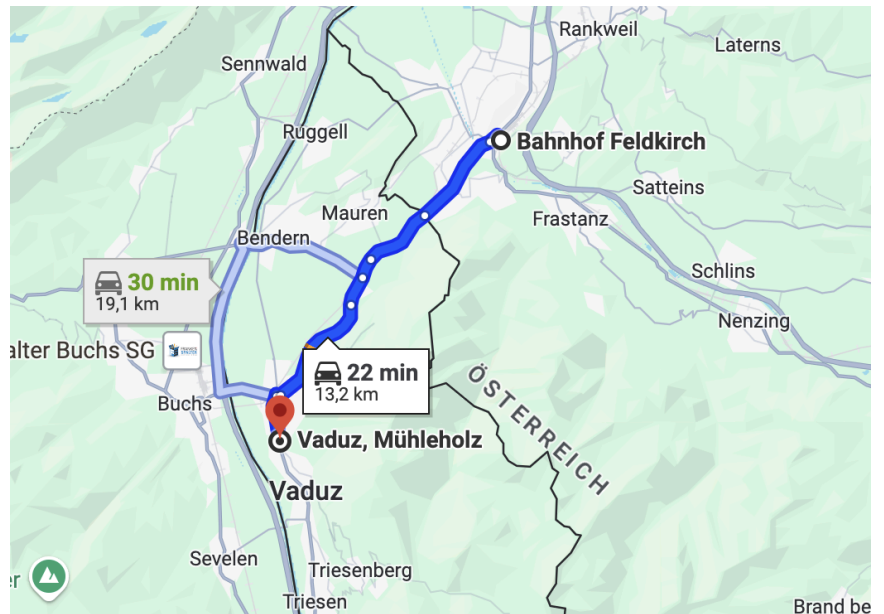 Rankweil
Laterns
Sennwald
Ruggell
Bahnhof Feldkirch
Satteins
Mauren
Frastanz
Bendern
Schlins
30 min
19,1 km
Nenzing
alter Buchs SG
22 min
13,2 km
ÖSTERREICH
Buchs
Vaduz, Mühleholz
Vaduz
Sevelen
Triesenberg
Triesen
er
Brand be